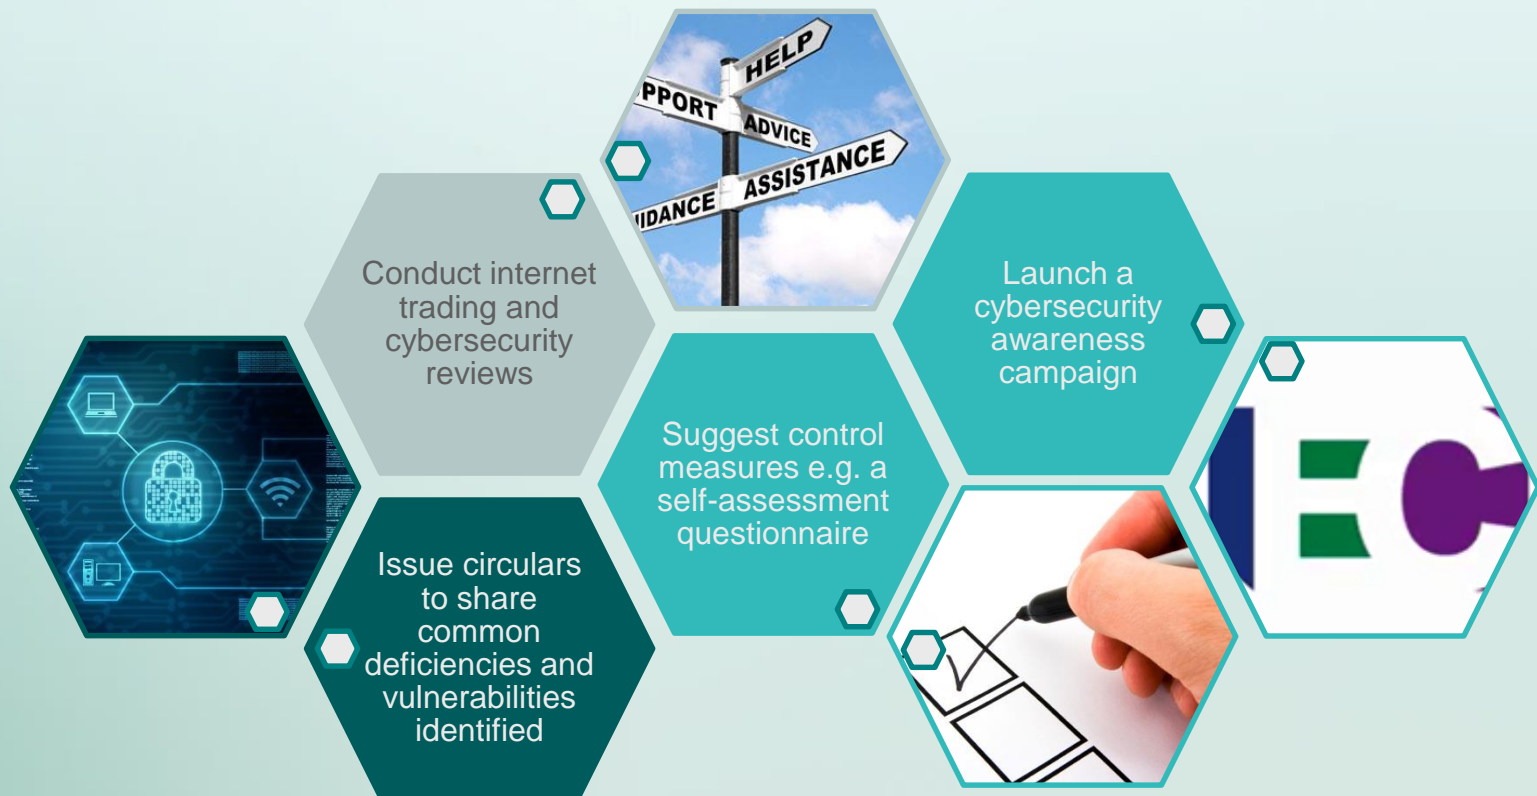 HELP
PPORT
ADVICE
ASSISTANCE
IDANCE
Conduct internet
trading and
cybersecurity
reviews
Launch a
cybersecurity
awareness
campaign
Suggest control
measures e.g. a
self-assessment
questionnaire
Issue circulars
to share
common
deficiencies and
vulnerabilities
identified
EC